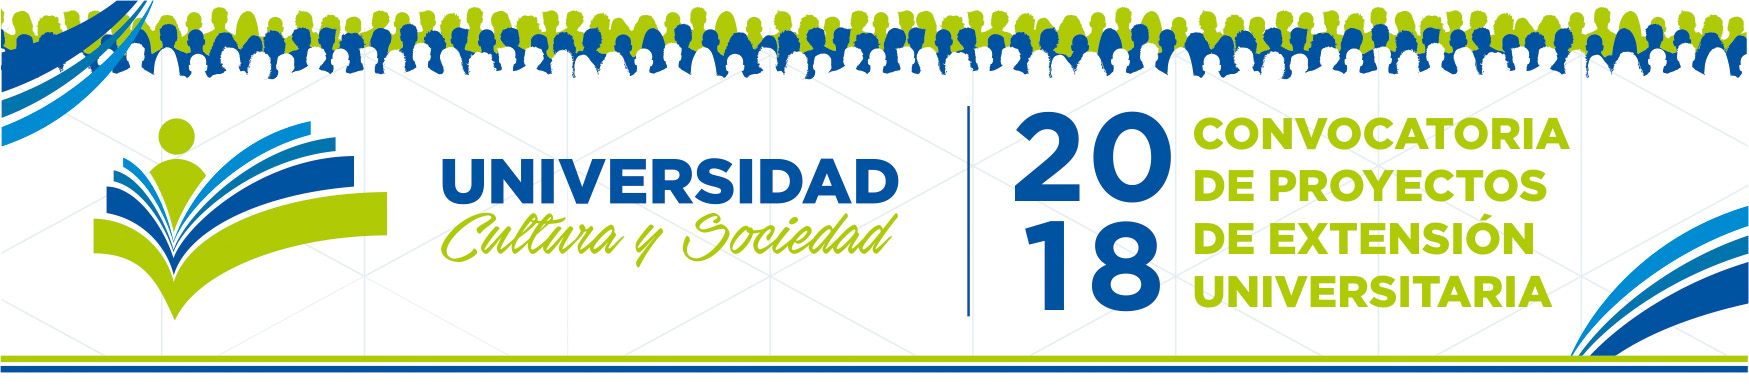 UNIVERSIDAD
Cultura y Sociedad
20
18
CONVOCATORIA
DE PROYECTOS
DE EXTENSIÓN
UNIVERSITARIA